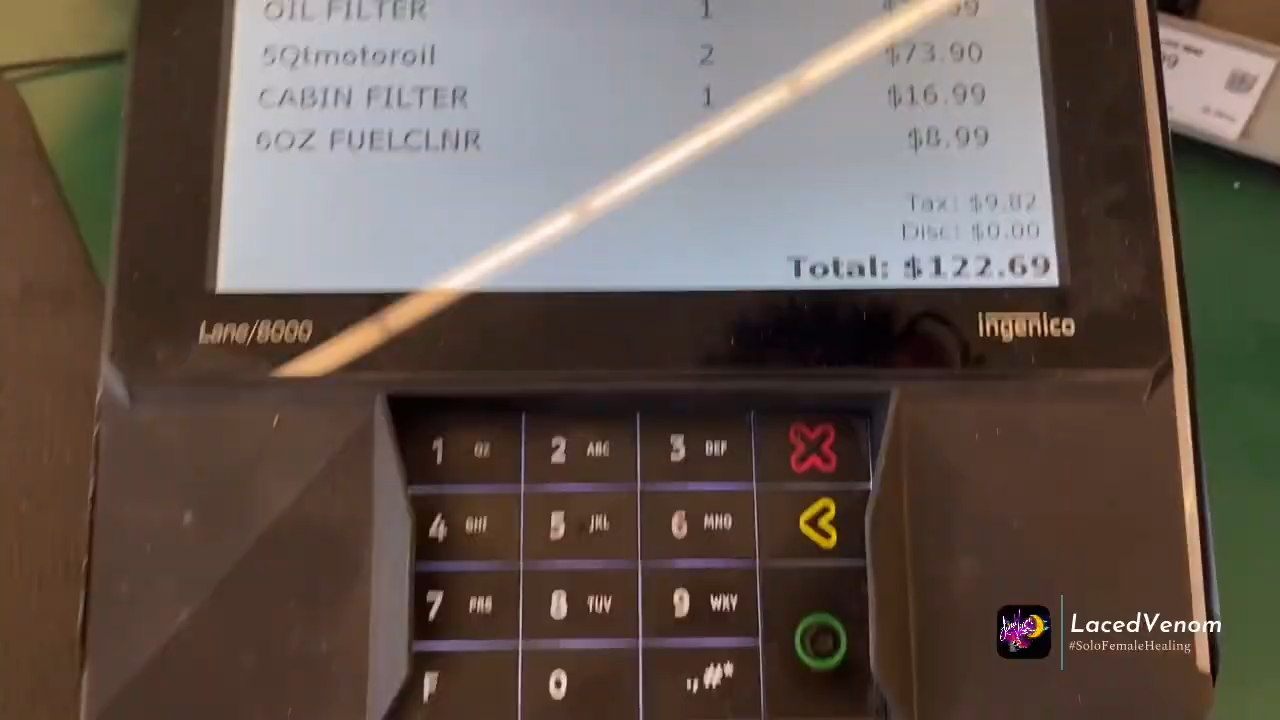 OIL FILTER 1
5Qtmotoroil 2 $73.90
CABIN FILTER 1 $16.99
6OZ FUELCLNR $8.99
Tax: $9.82
Disc: $0.00
Total: $122.69
Lane/8000 ingenico
1 QZ 2 ABC 3 DEF
4 GHI 5 JKL 6 MNO
7 PRS 8 TUV 9 WXY
F 0 .,#*
LacedVenom
#SoloFemaleHealing